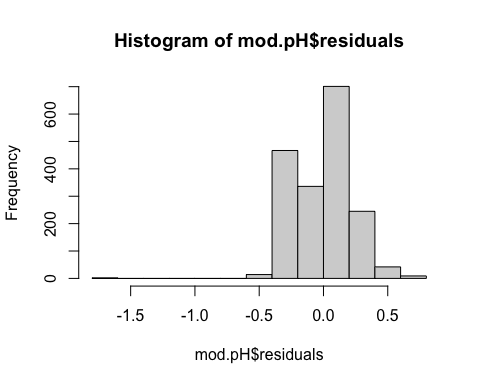 Histogram of mod.pH$residuals
Frequency
0 200 400 600
-1.5 -1.0 -0.5 0.0 0.5
mod.pH$residuals